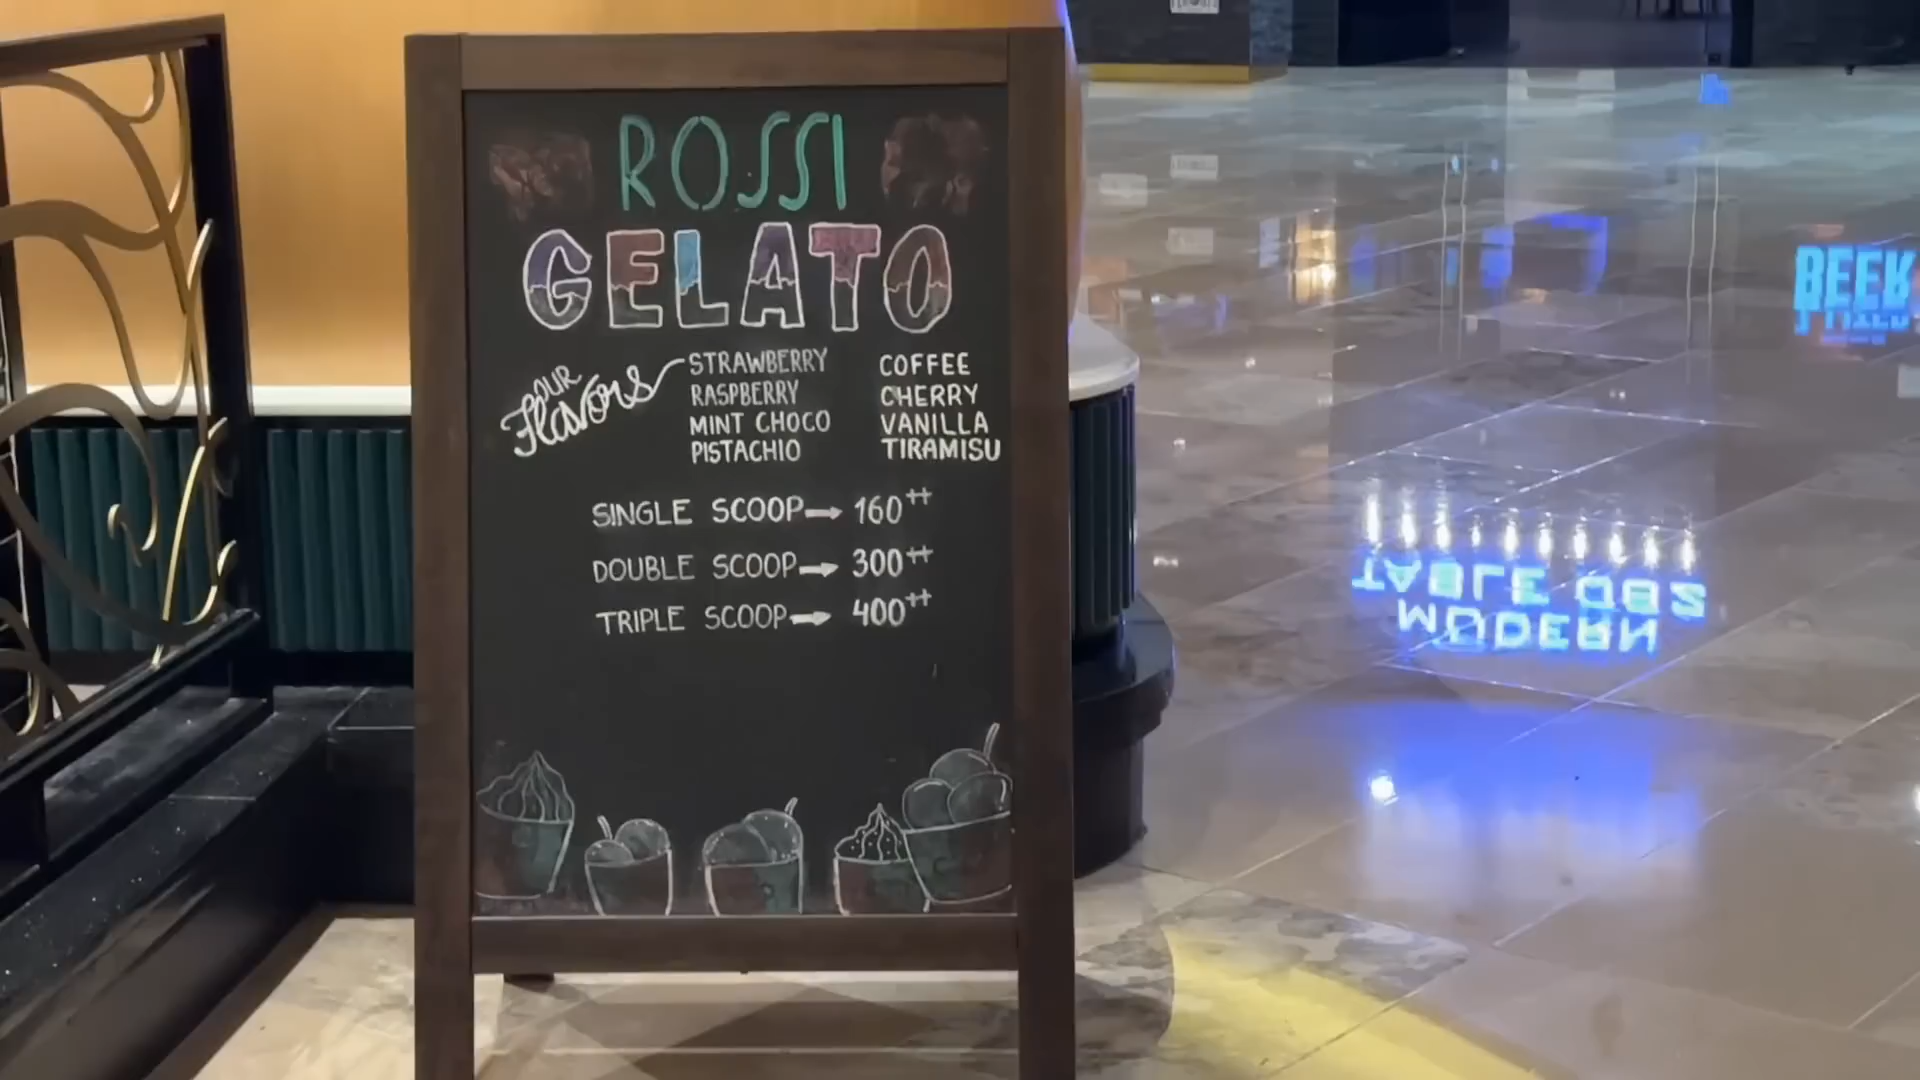 ROSSI
GELATO
OUR
Flavors
STRAWBERRY
RASPBERRY
MINT CHOCO
PISTACHIO
COFFEE
CHERRY
VANILLA
TIRAMISU
SINGLE SCOOP → 160++
DOUBLE SCOOP → 300++
TRIPLE SCOOP → 400++
BEER
TABLE
MODERN